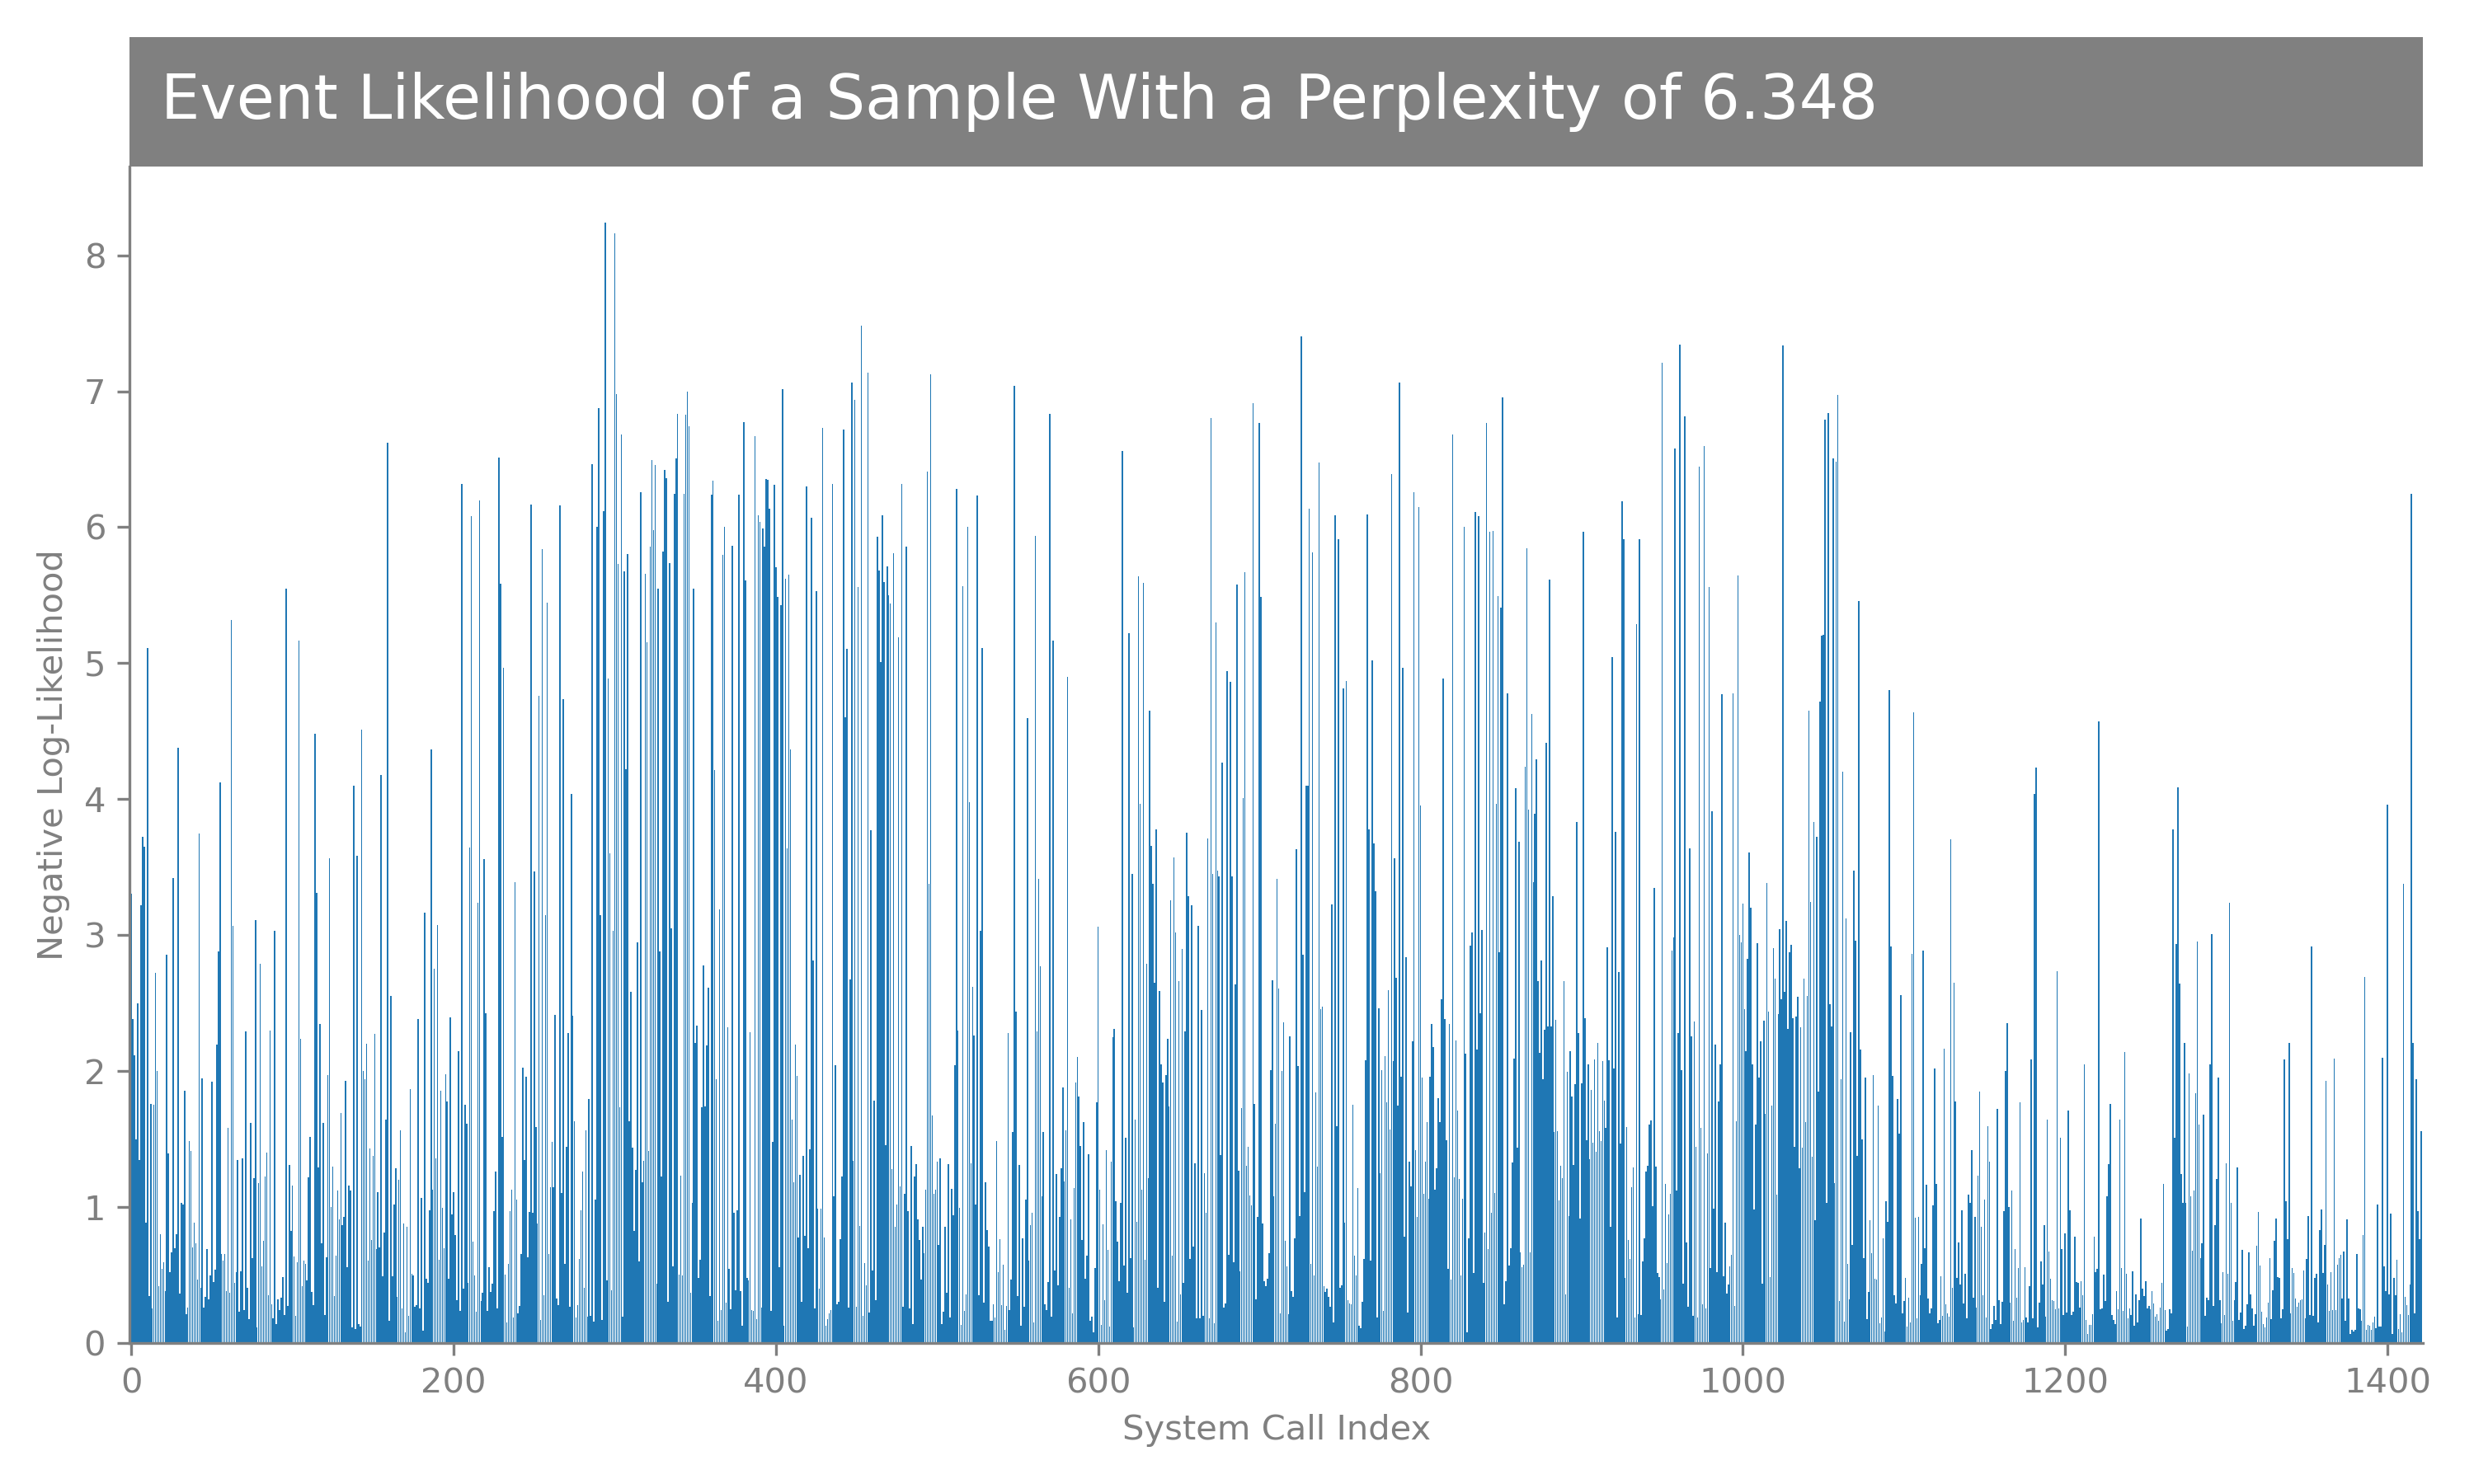 Event Likelihood of a Sample With a Perplexity of 6.348
8
7
6
5
4
3
2
1
0
Negative Log-Likelihood
0 200 400 600 800 1000 1200 1400
System Call Index